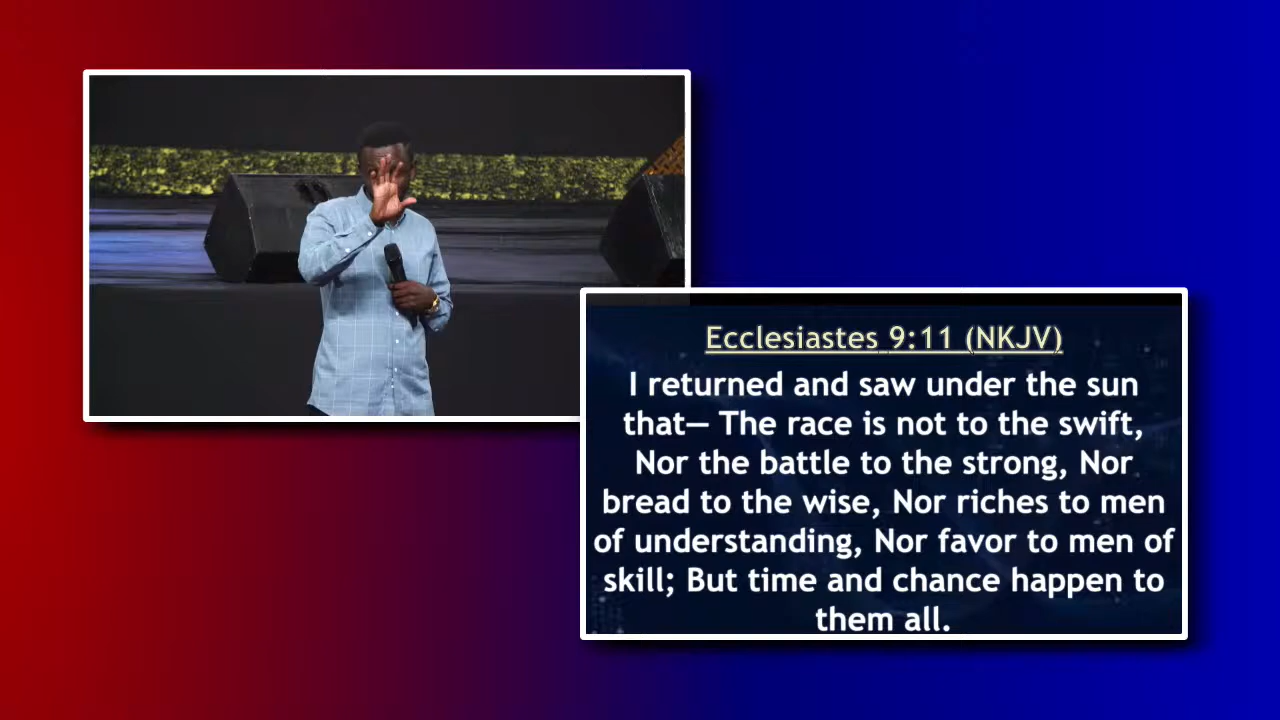 Ecclesiastes 9:11 (NKJV)
I returned and saw under the sun
that— The race is not to the swift,
Nor the battle to the strong, Nor
bread to the wise, Nor riches to men
of understanding, Nor favor to men of
skill; But time and chance happen to
them all.